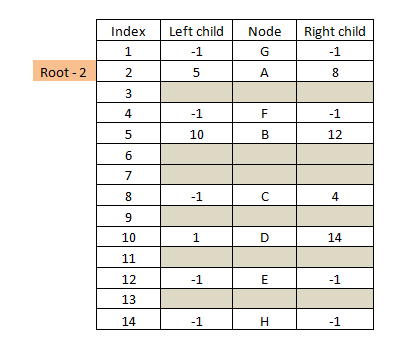 Index Left child Node Right child
1 -1 G -1
Root - 2 2 5 A 8
3
4 -1 F -1
5 10 B 12
6
7
8 -1 C 4
9
10 1 D 14
11
12 -1 E -1
13
14 -1 H -1